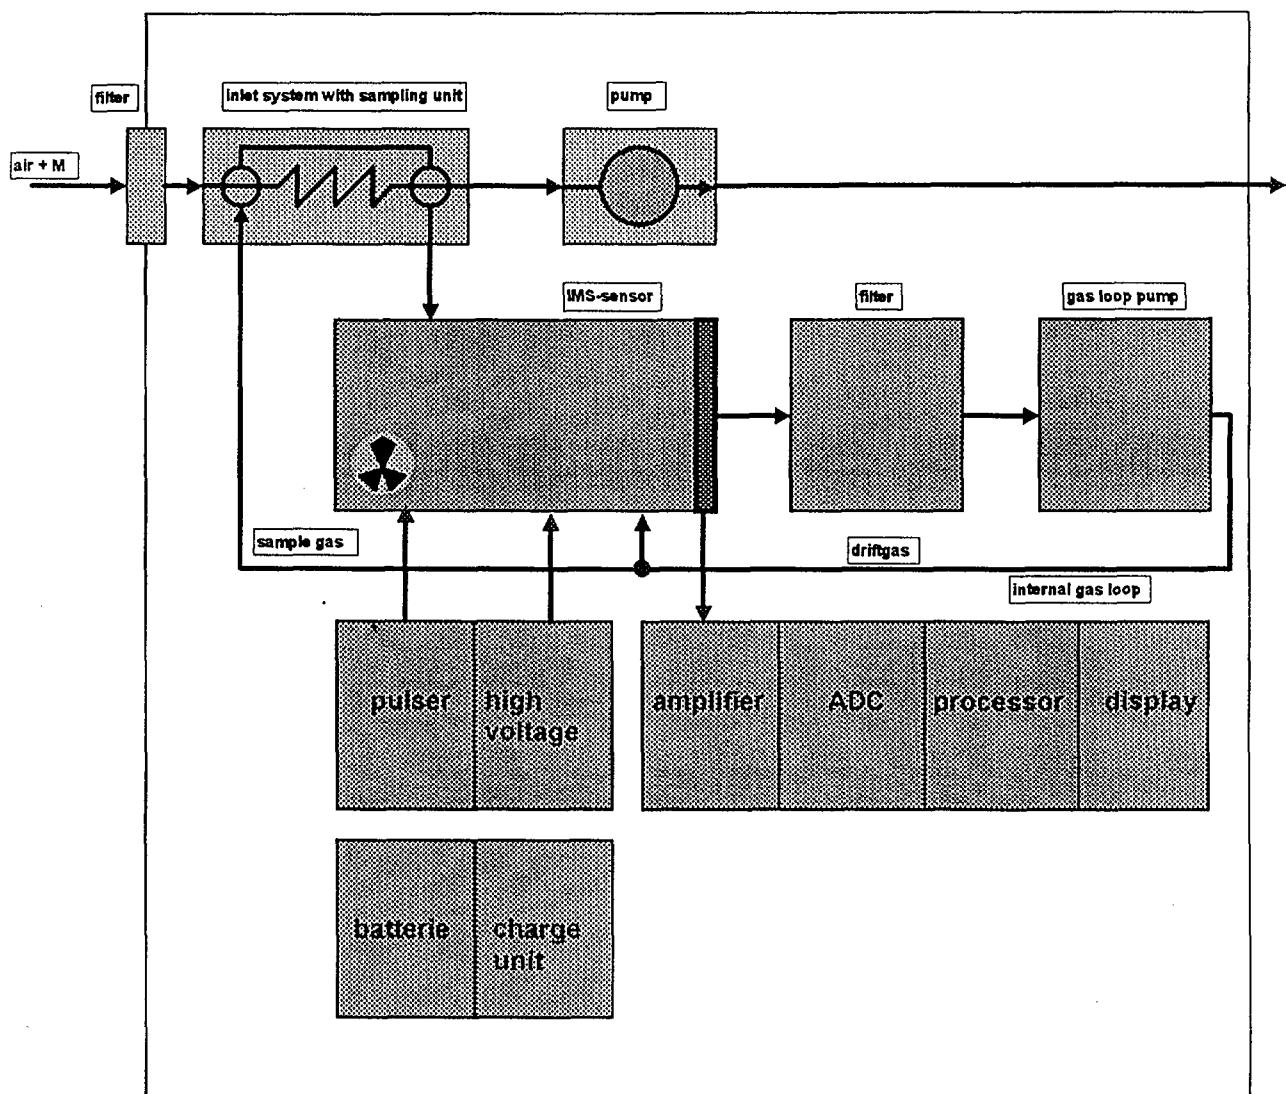 filter
inlet system with sampling unit
pump
air + M
IMS-sensor
filter
gas loop pump
sample gas
driftgas
internal gas loop
pulser
high
voltage
amplifier
ADC
processor
display
batterie
charge
unit